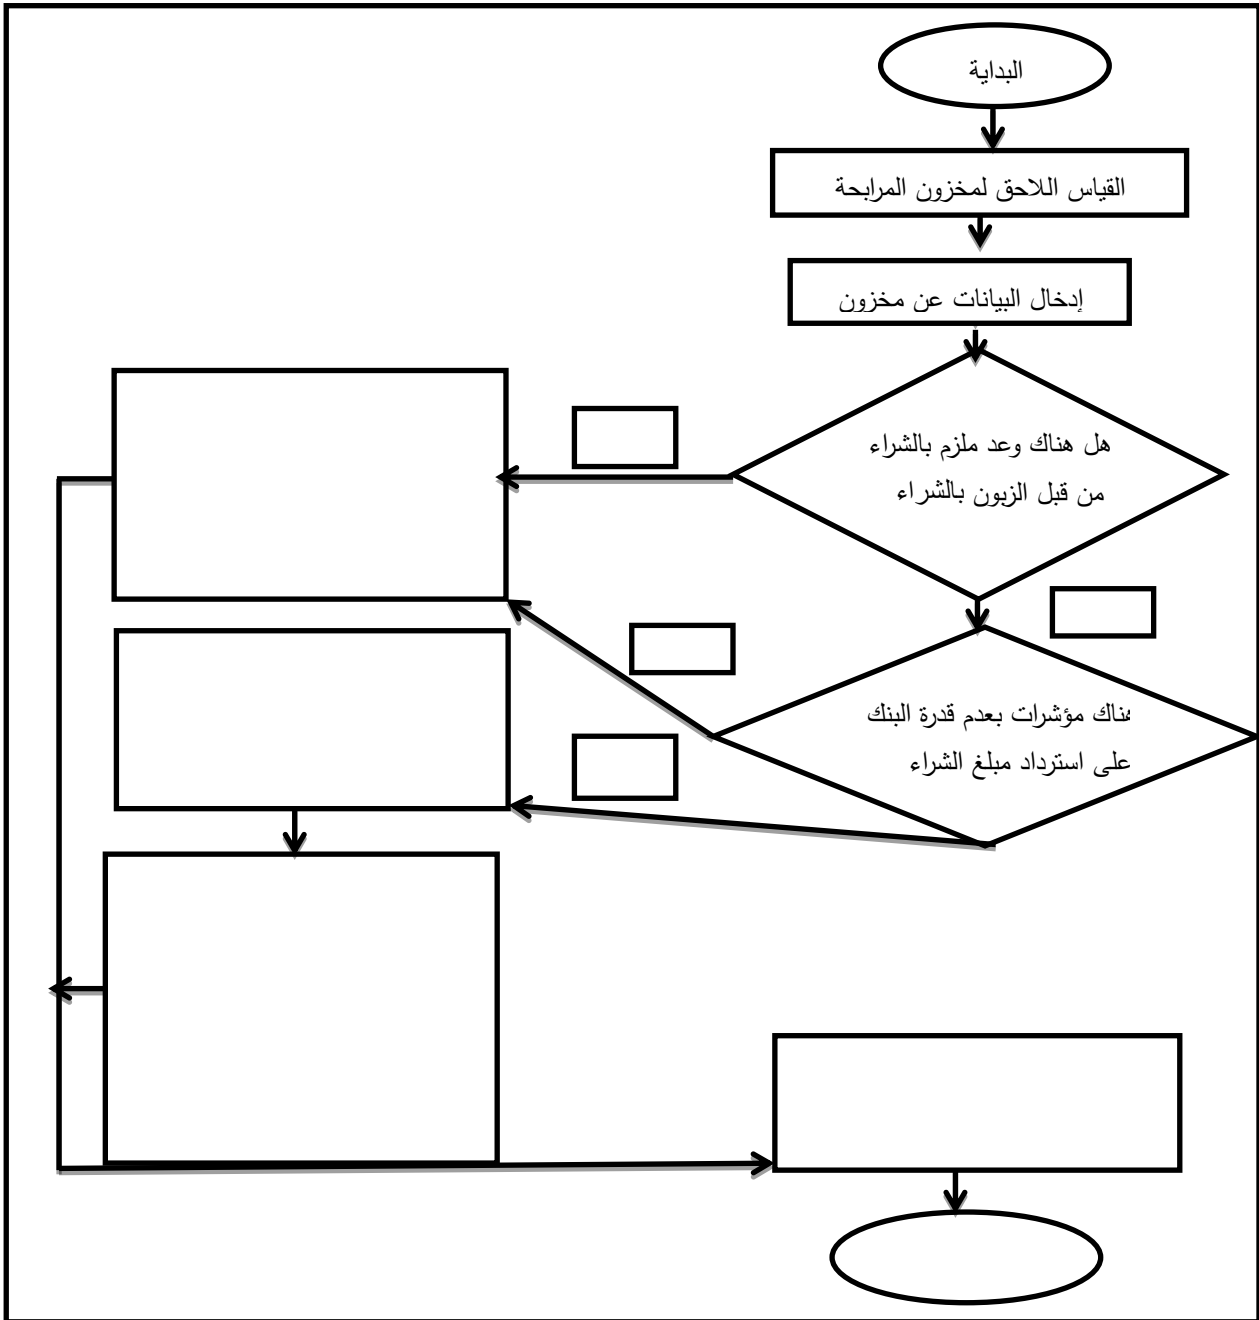 البداية
القياس اللاحق لمخزون المرابحة
إدخال البيانات عن مخزون
هل هناك وعد ملزم بالشراء
من قبل الزبون بالشراء
هناك مؤشرات بعدم قدرة البنك
على استرداد مبلغ الشراء